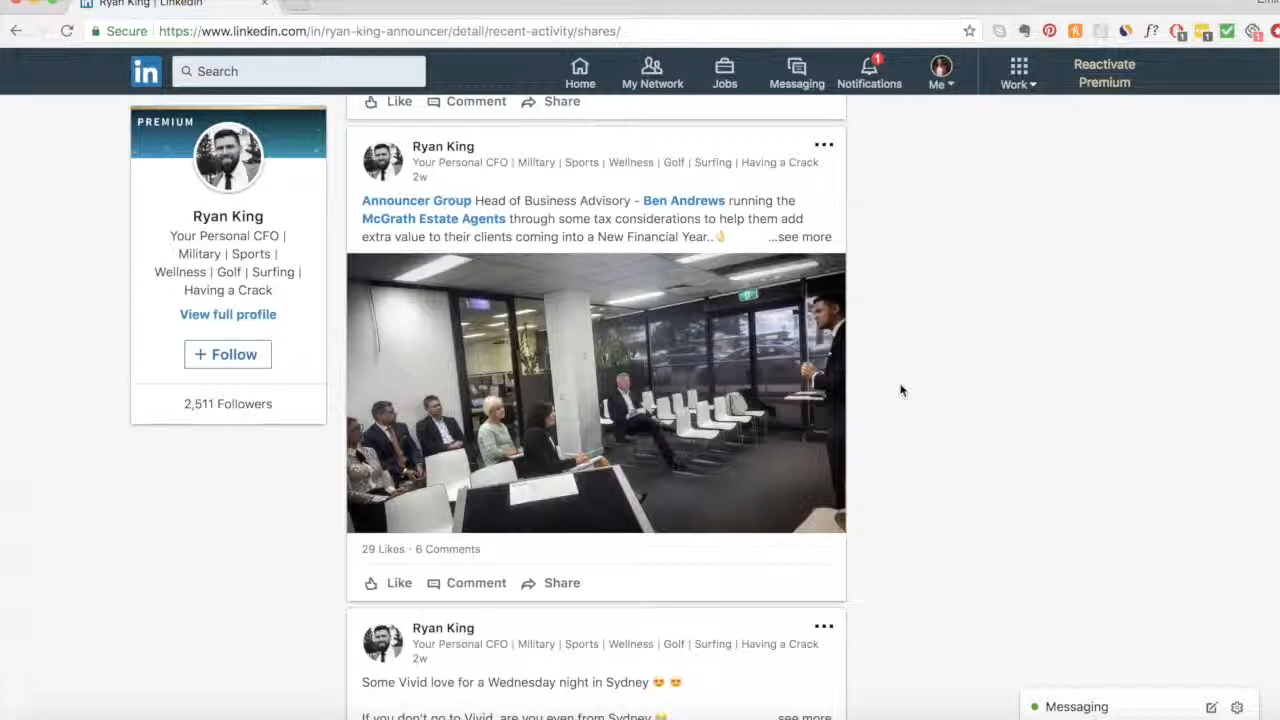 Ryan King | LinkedIn
Secure | https://www.linkedin.com/in/ryan-king-announcer/detail/recent-activity/shares/
in Search
Home My Network Jobs Messaging Notifications Me Work
1
Reactivate
Premium
Like Comment Share
PREMIUM
Ryan King
Your Personal CFO |
Military | Sports |
Wellness | Golf | Surfing |
Having a Crack
View full profile
+ Follow
2,511 Followers
Ryan King
Your Personal CFO | Military | Sports | Wellness | Golf | Surfing | Having a Crack
2w
Announcer Group Head of Business Advisory - Ben Andrews running the
McGrath Estate Agents through some tax considerations to help them add
extra value to their clients coming into a New Financial Year..👌 ...see more
29 Likes · 6 Comments
Like Comment Share
Ryan King
Your Personal CFO | Military | Sports | Wellness | Golf | Surfing | Having a Crack
2w
Some Vivid love for a Wednesday night in Sydney 😍 😍
If you don't go to Vivid, are you even from Sydney see more
Messaging